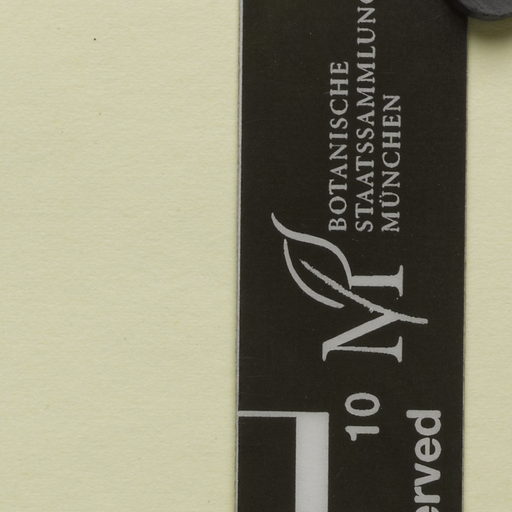 BOTANISCHE
STAATSSAMMLUNG
MÜNCHEN
M
10
erved